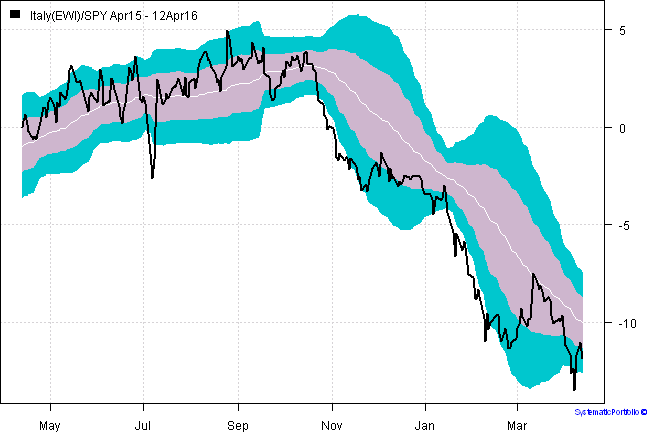 Italy(EWI)/SPY Apr15 - 12Apr16
5
0
-5
-10
May Jul Sep Nov Jan Mar
SystematicPortfolio ©